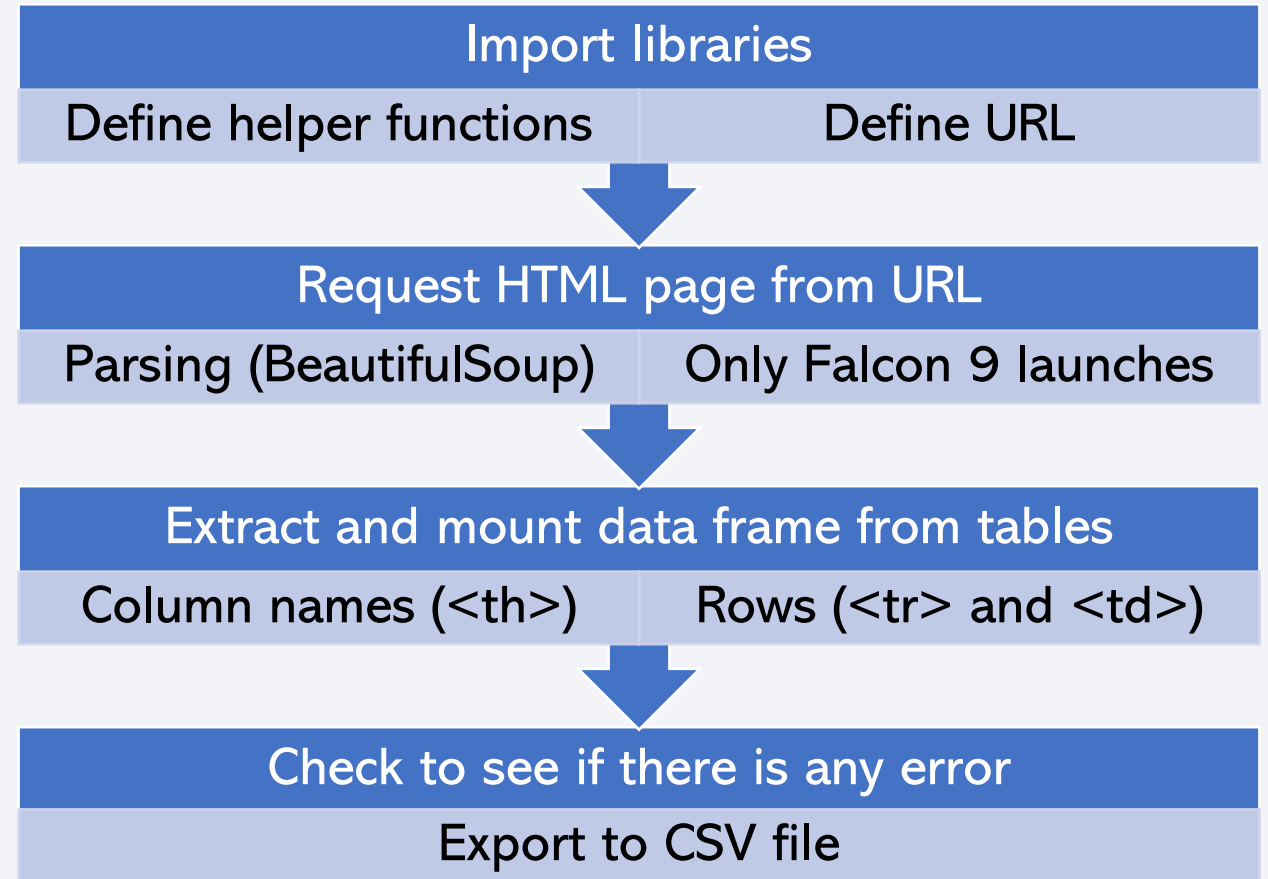 Import libraries
Define helper functions
Define URL
Request HTML page from URL
Parsing (BeautifulSoup)
Only Falcon 9 launches
Extract and mount data frame from tables
Column names (<th>)
Rows (<tr> and <td>)
Check to see if there is any error
Export to CSV file